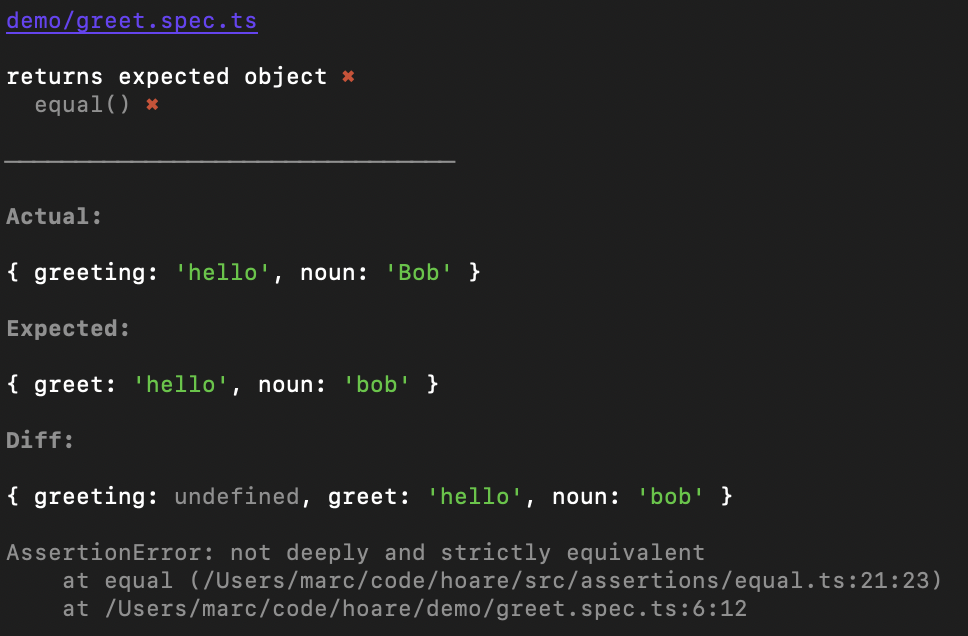 demo/greet.spec.ts
returns expected object ✖
equal() ✖
Actual:
{ greeting: 'hello', noun: 'Bob' }
Expected:
{ greet: 'hello', noun: 'bob' }
Diff:
{ greeting: undefined, greet: 'hello', noun: 'bob' }
AssertionError: not deeply and strictly equivalent
at equal (/Users/marc/code/hoare/src/assertions/equal.ts:21:23)
at /Users/marc/code/hoare/demo/greet.spec.ts:6:12